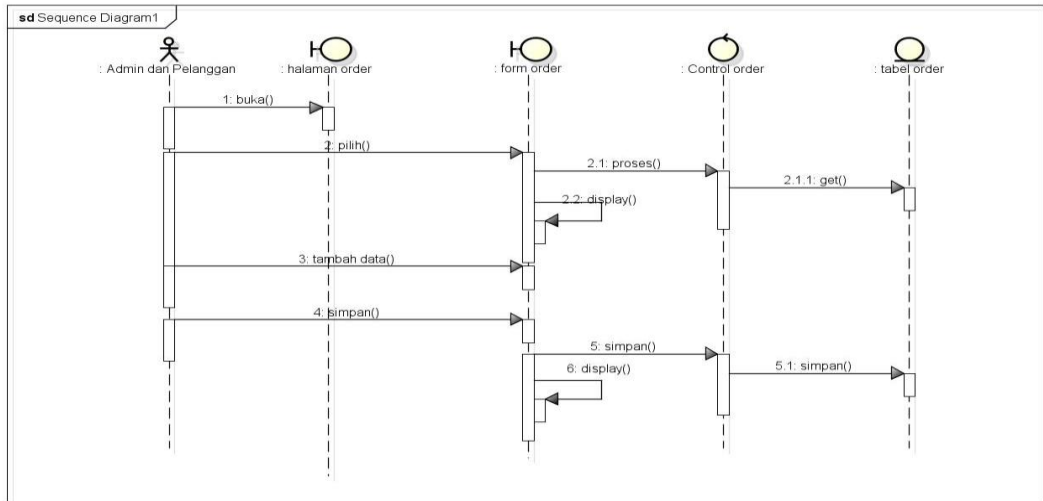 sd Sequence Diagram1
: Admin dan Pelanggan
: halaman order
: form order
: Control order
: tabel order
1: buka()
2: pilih()
2.1: proses()
2.1.1: get()
2.2: display()
3: tambah data()
4: simpan()
5: simpan()
6: display()
5.1: simpan()